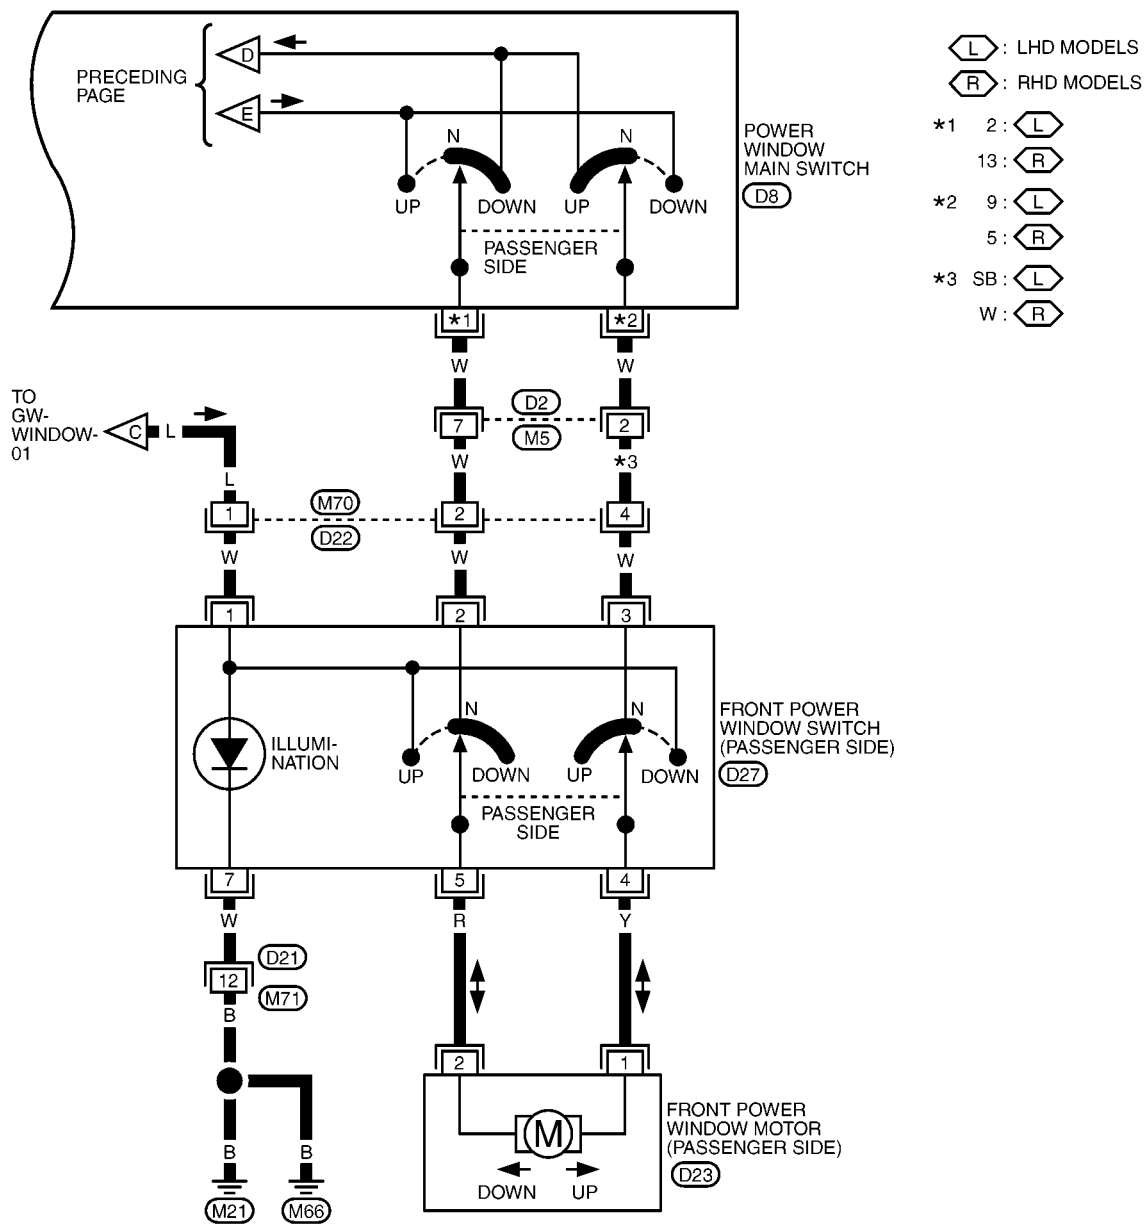 PRECEDING
PAGE
D
E
N
N
UP
DOWN
UP
DOWN
PASSENGER
SIDE
POWER
WINDOW
MAIN SWITCH
D8
L : LHD MODELS
R : RHD MODELS
*1 2 : L
13 : R
*2 9 : L
5 : R
*3 SB : L
W : R
*1
*2
W
W
TO
GW-
WINDOW-
01
C
L
7
D2
M5
2
L
W
*3
1
M70
D22
2
4
W
W
W
1
2
3
N
N
ILLUMI-
NATION
UP
DOWN
UP
DOWN
PASSENGER
SIDE
FRONT POWER
WINDOW SWITCH
(PASSENGER SIDE)
D27
7
5
4
W
R
Y
D21
12
M71
B
2
1
B
B
M21
M66
M
DOWN
UP
FRONT POWER
WINDOW MOTOR
(PASSENGER SIDE)
D23